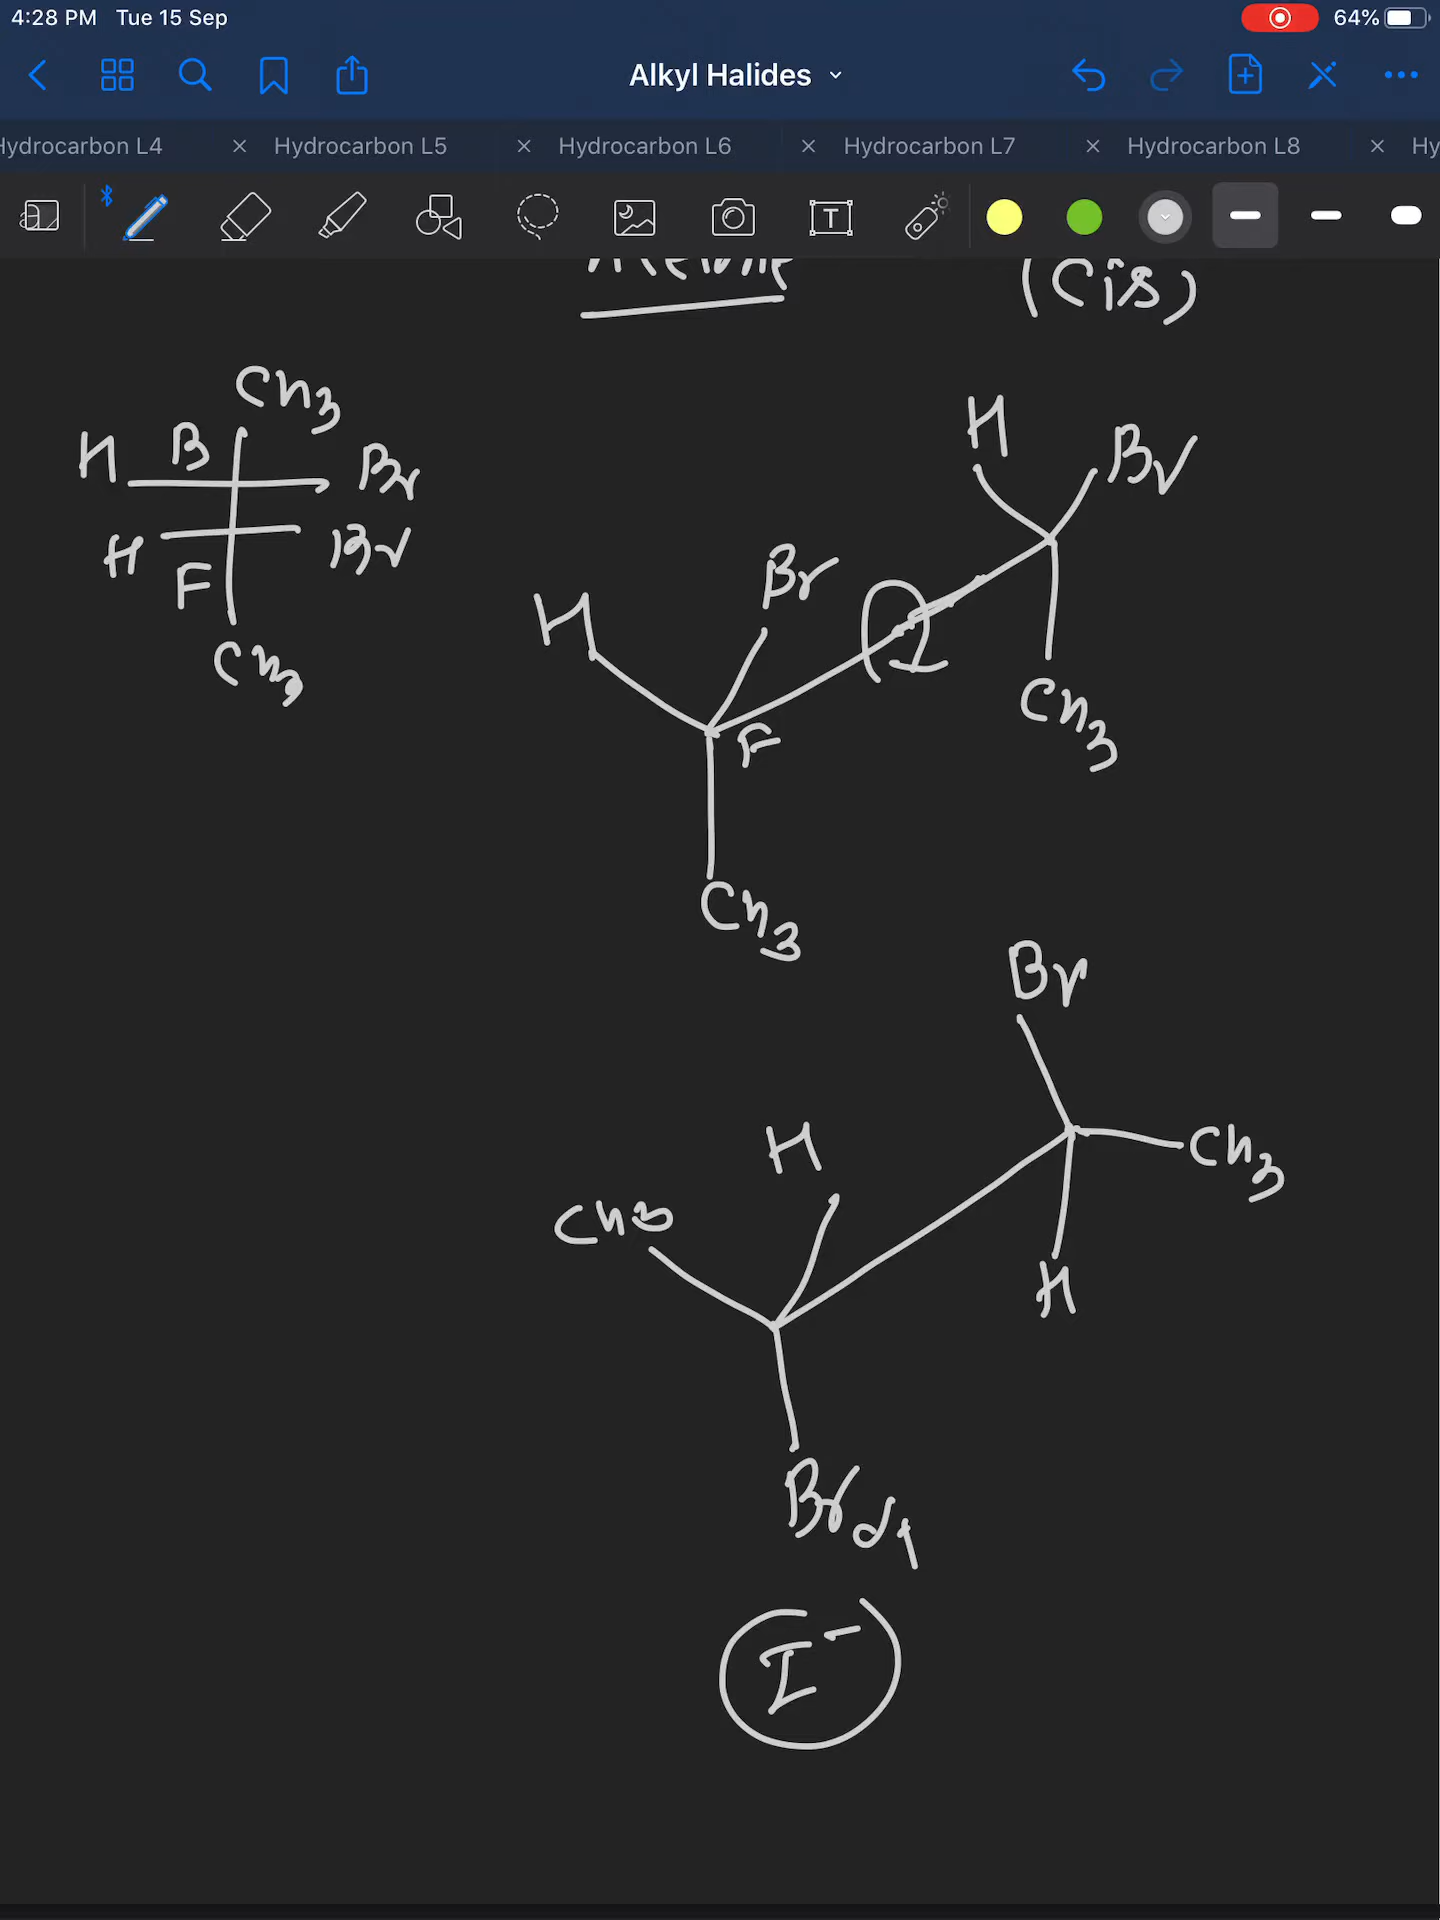 4:28 PM Tue 15 Sep
64%
Alkyl Halides
Hydrocarbon L4
Hydrocarbon L5
Hydrocarbon L6
Hydrocarbon L7
Hydrocarbon L8
Hy
T
(Cis)
CH3
H B Br
H Br
F
CH3
H Br
H Br
F
CH3
CH3
Br
H
CH3
CH3
H
Br
I-